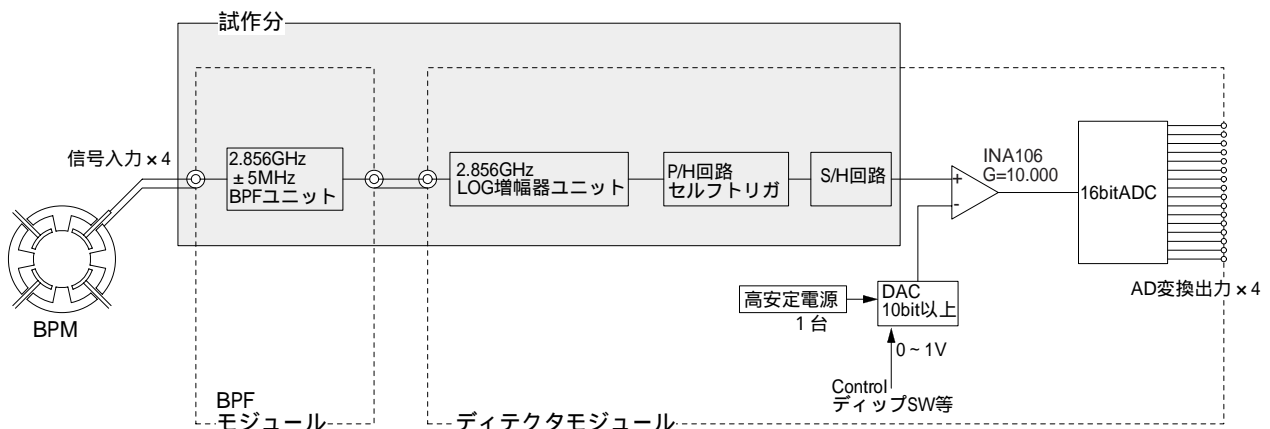 試作分
信号入力×4
2.856GHz
±5MHz
BPFユニット
2.856GHz
LOG増幅器ユニット
P/H回路
セルフトリガ
S/H回路
+
-
INA106
G=10.000
16bitADC
AD変換出力×4
BPM
高安定電源
1台
DAC
10bit以上
0~1V
Control
ディップSW等
BPF
モジュール
ディテクタモジュール